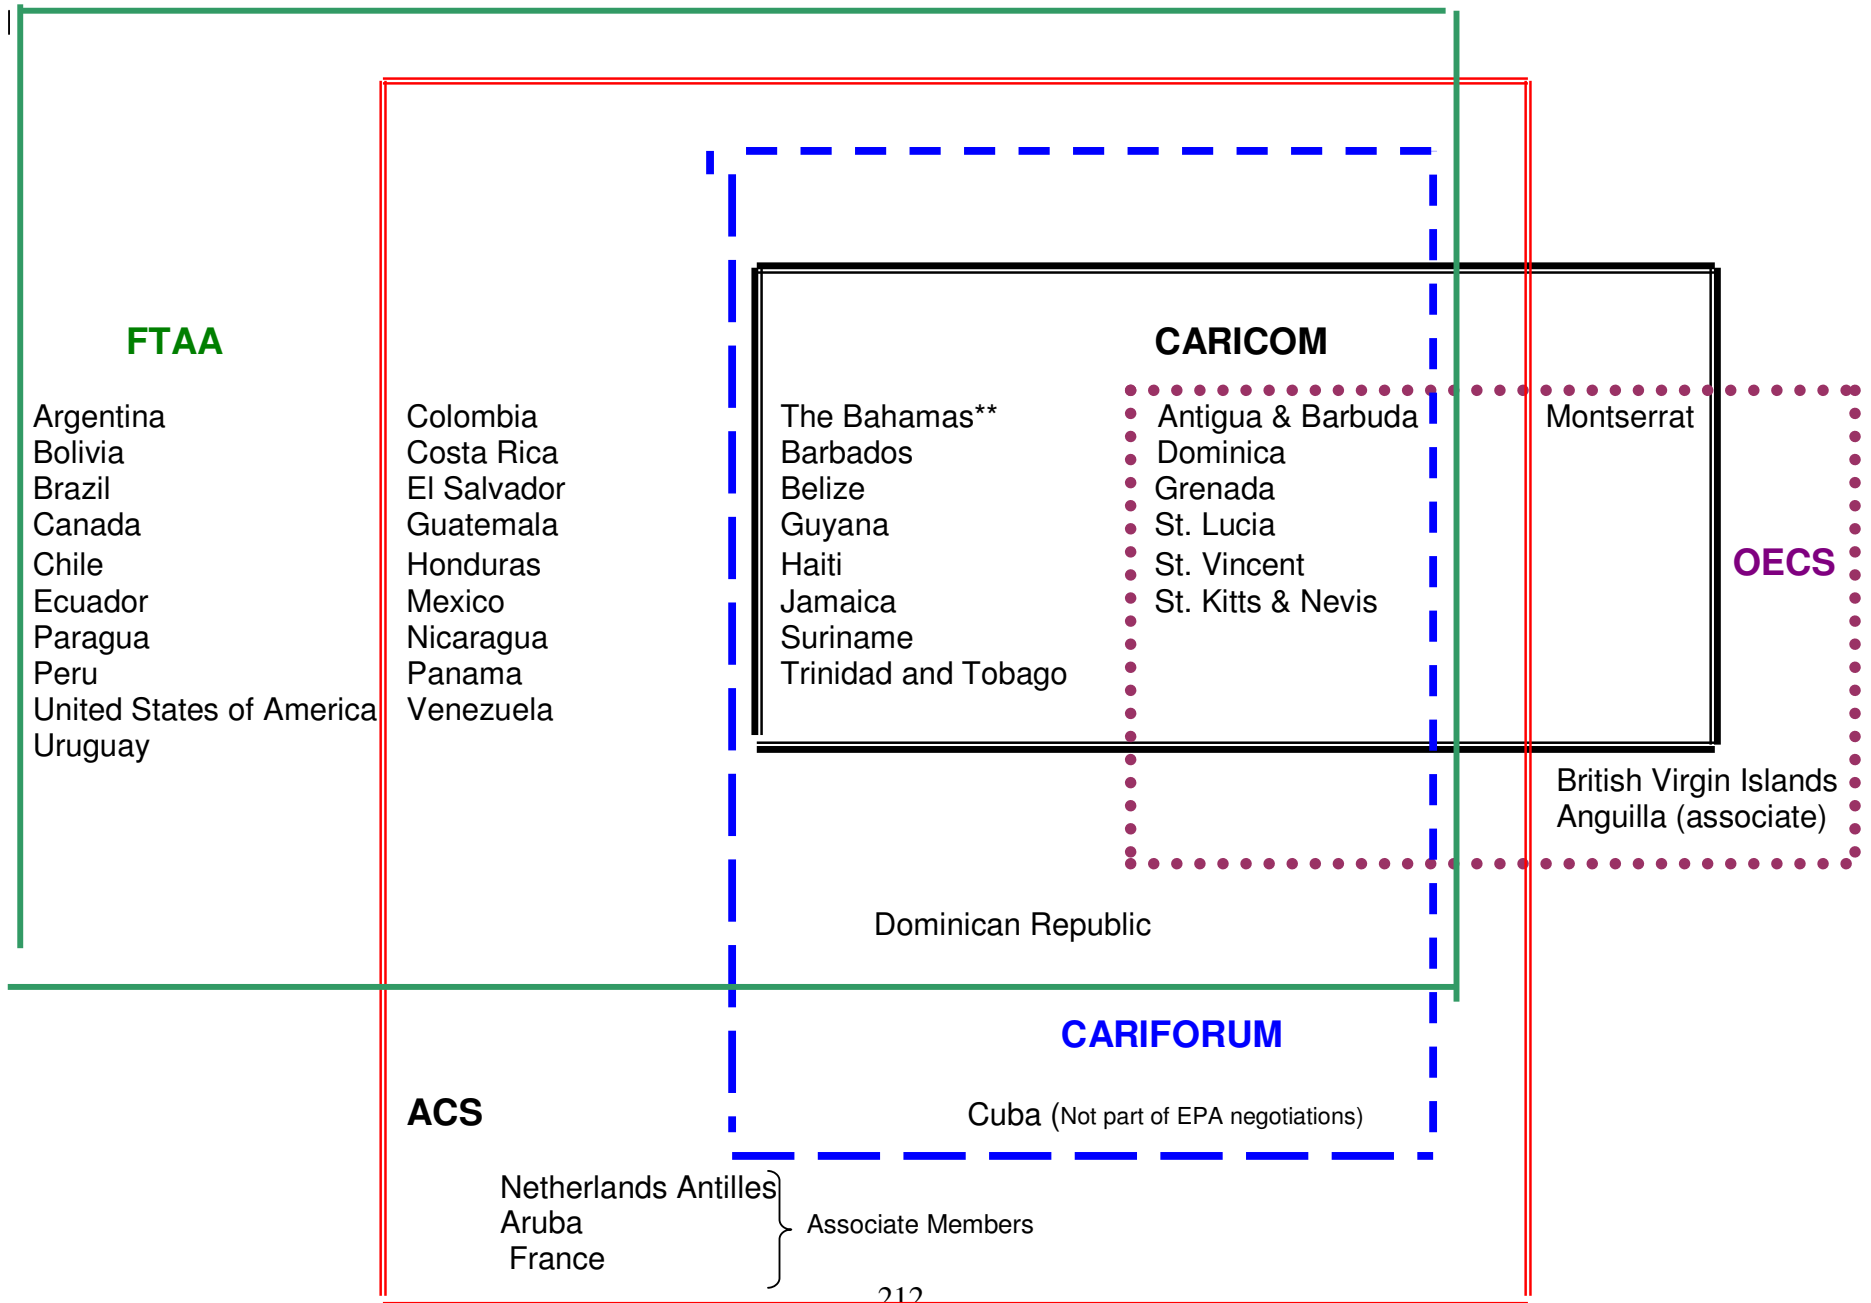 FTAA
CARICOM
Argentina
Bolivia
Brazil
Canada
Chile
Ecuador
Paragua
Peru
United States of America
Uruguay
Colombia
Costa Rica
El Salvador
Guatemala
Honduras
Mexico
Nicaragua
Panama
Venezuela
The Bahamas**
Barbados
Belize
Guyana
Haiti
Jamaica
Suriname
Trinidad and Tobago
Antigua & Barbuda
Dominica
Grenada
St. Lucia
St. Vincent
St. Kitts & Nevis
Montserrat
OECS
British Virgin Islands
Anguilla (associate)
Dominican Republic
CARIFORUM
ACS
Cuba (Not part of EPA negotiations)
Netherlands Antilles
Aruba
France
Associate Members
212